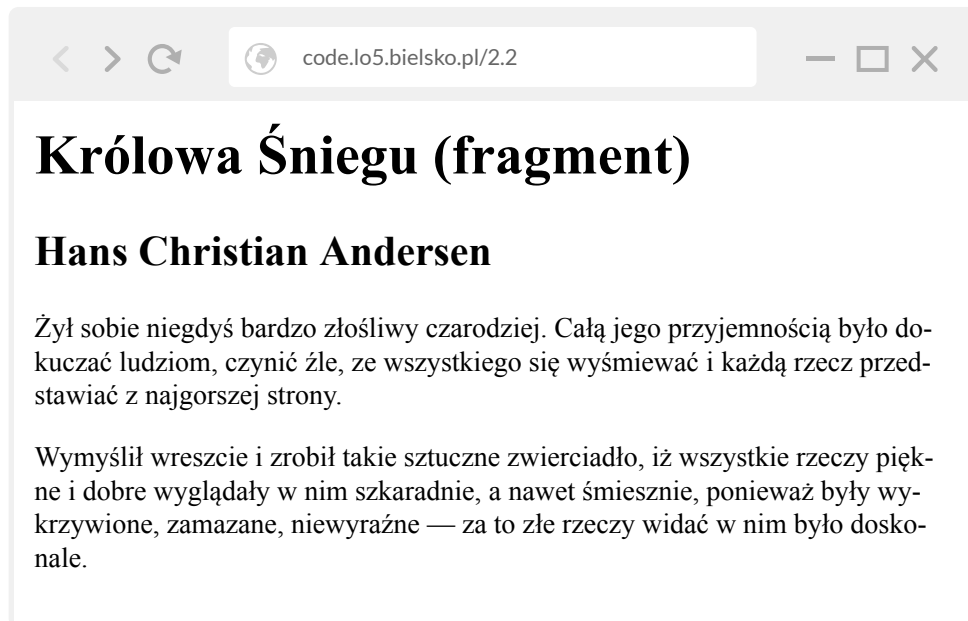 code.lo5.bielsko.pl/2.2
Królowa Śniegu (fragment)
Hans Christian Andersen
Żył sobie niegdyś bardzo złośliwy czarodziej. Całą jego przyjemnością było do-
kuczać ludziom, czynić źle, ze wszystkiego się wyśmiewać i każdą rzecz przed-
stawiać z najgorszej strony.
Wymyślił wreszcie i zrobił takie sztuczne zwierciadło, iż wszystkie rzeczy pięk-
ne i dobre wyglądały w nim szkaradnie, a nawet śmiesznie, ponieważ były wy-
krzywione, zamazane, niewyraźne — za to złe rzeczy widać w nim było dosko-
nale.